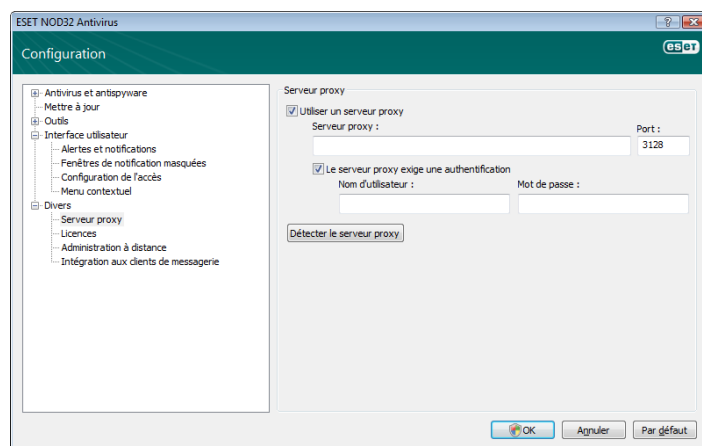 ESET NOD32 Antivirus
Configuration
eset
Antivirus et antispyware
Mettre à jour
Outils
Interface utilisateur
Alertes et notifications
Fenêtres de notification masquées
Configuration de l'accès
Menu contextuel
Divers
Serveur proxy
Licences
Administration à distance
Intégration aux clients de messagerie
Serveur proxy
Utiliser un serveur proxy
Serveur proxy : Port :
3128
Le serveur proxy exige une authentification
Nom d'utilisateur : Mot de passe :
Détecter le serveur proxy
OK Annuler Par défaut